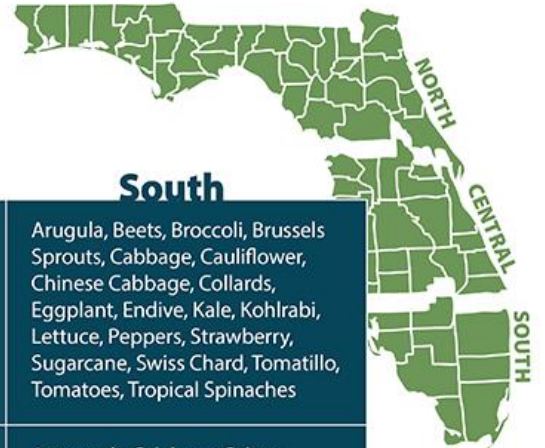 NORTH
South
CENTRAL
Arugula, Beets, Broccoli, Brussels
Sprouts, Cabbage, Cauliflower,
Chinese Cabbage, Collards,
Eggplant, Endive, Kale, Kohlrabi,
Lettuce, Peppers, Strawberry,
Sugarcane, Swiss Chard, Tomatillo,
Tomatoes, Tropical Spinaches
SOUTH